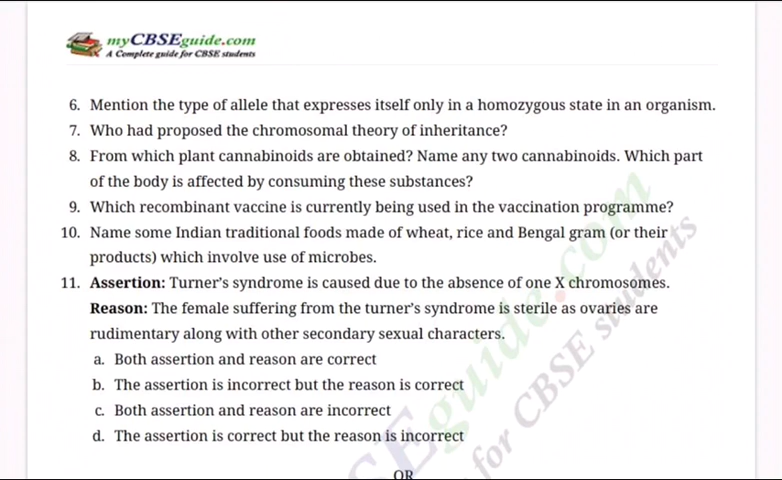 myCBSEguide.com
A Complete guide for CBSE students
6. Mention the type of allele that expresses itself only in a homozygous state in an organism.
7. Who had proposed the chromosomal theory of inheritance?
8. From which plant cannabinoids are obtained? Name any two cannabinoids. Which part
of the body is affected by consuming these substances?
9. Which recombinant vaccine is currently being used in the vaccination programme?
10. Name some Indian traditional foods made of wheat, rice and Bengal gram (or their
products) which involve use of microbes.
11. Assertion: Turner's syndrome is caused due to the absence of one X chromosomes.
Reason: The female suffering from the turner's syndrome is sterile as ovaries are
rudimentary along with other secondary sexual characters.
a. Both assertion and reason are correct
b. The assertion is incorrect but the reason is correct
c. Both assertion and reason are incorrect
d. The assertion is correct but the reason is incorrect
OR
SEguide.com
for CBSE students